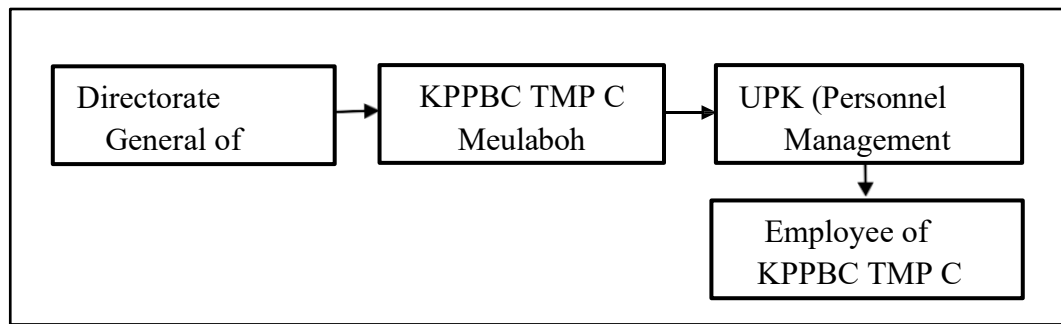 Directorate
General of
KPPBC TMP C
Meulaboh
UPK (Personnel
Management
Employee of
KPPBC TMP C